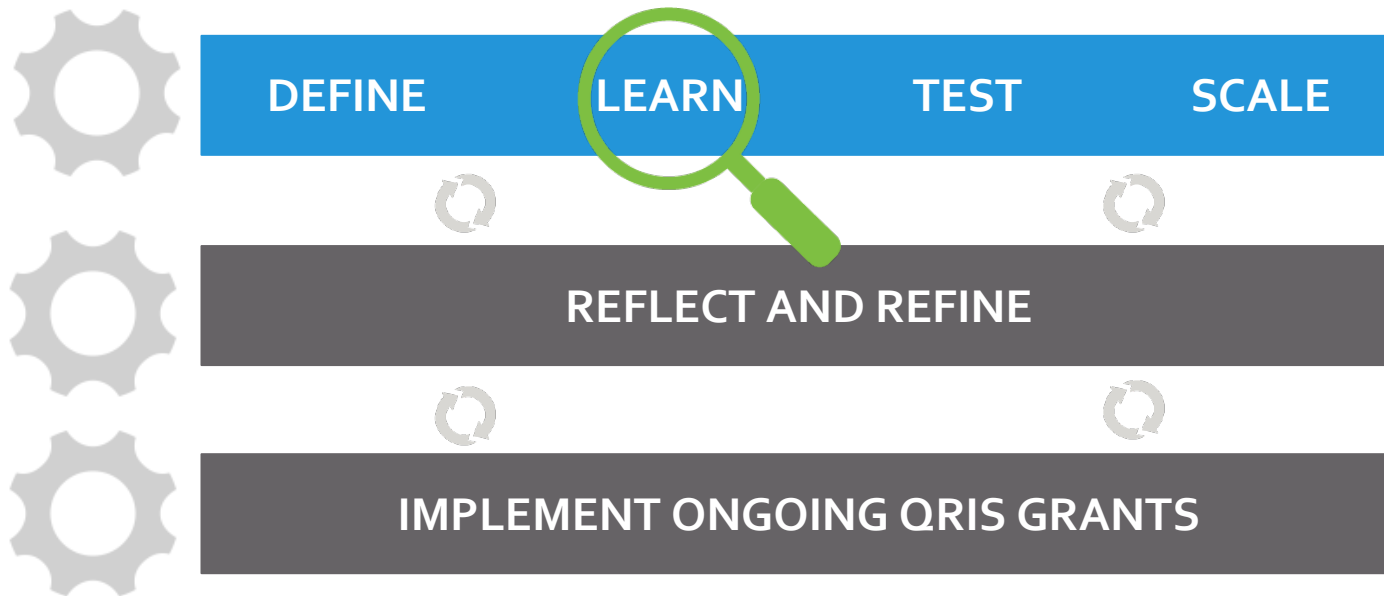 DEFINE LEARN TEST SCALE
REFLECT AND REFINE
IMPLEMENT ONGOING QRIS GRANTS